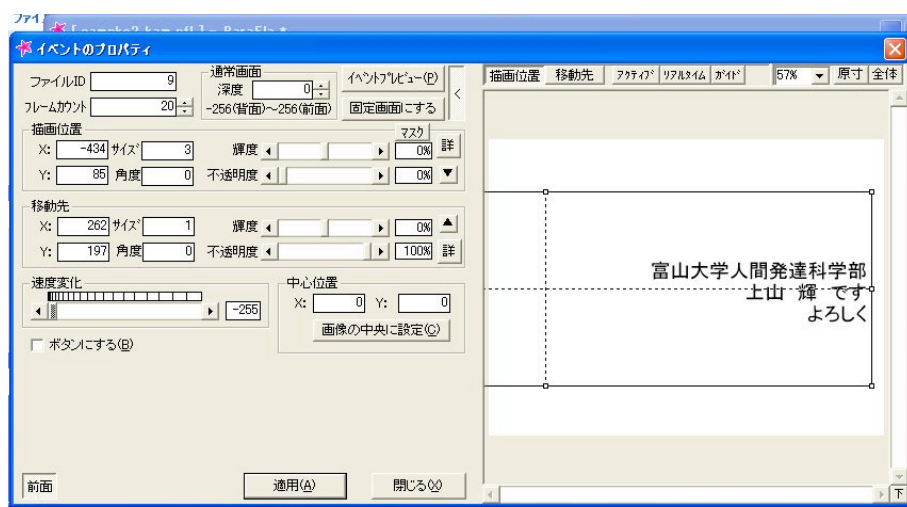 イベントのプロパティ
ファイルID 9
フレームカウント 20
通常画面
深度 0
-256(背面)～256(前面)
イベントプレビュー(P)
固定画面にする
<
描画位置
マスク
X: -434 サイズ 3 輝度 0% 詳
Y: 85 角度 0 不透明度 0% ▼
移動先
X: 262 サイズ 1 輝度 0% ▲
Y: 197 角度 0 不透明度 100% 詳
速度変化
-255
中心位置
X: 0 Y: 0
画像の中央に設定(C)
ボタンにする(B)
前面
適用(A)
閉じる(X)
描画位置 移動先 アクティブ リアルタイム ガイド 57% 原寸 全体
富山大学人間発達科学部
上山 輝 です
よろしく
下